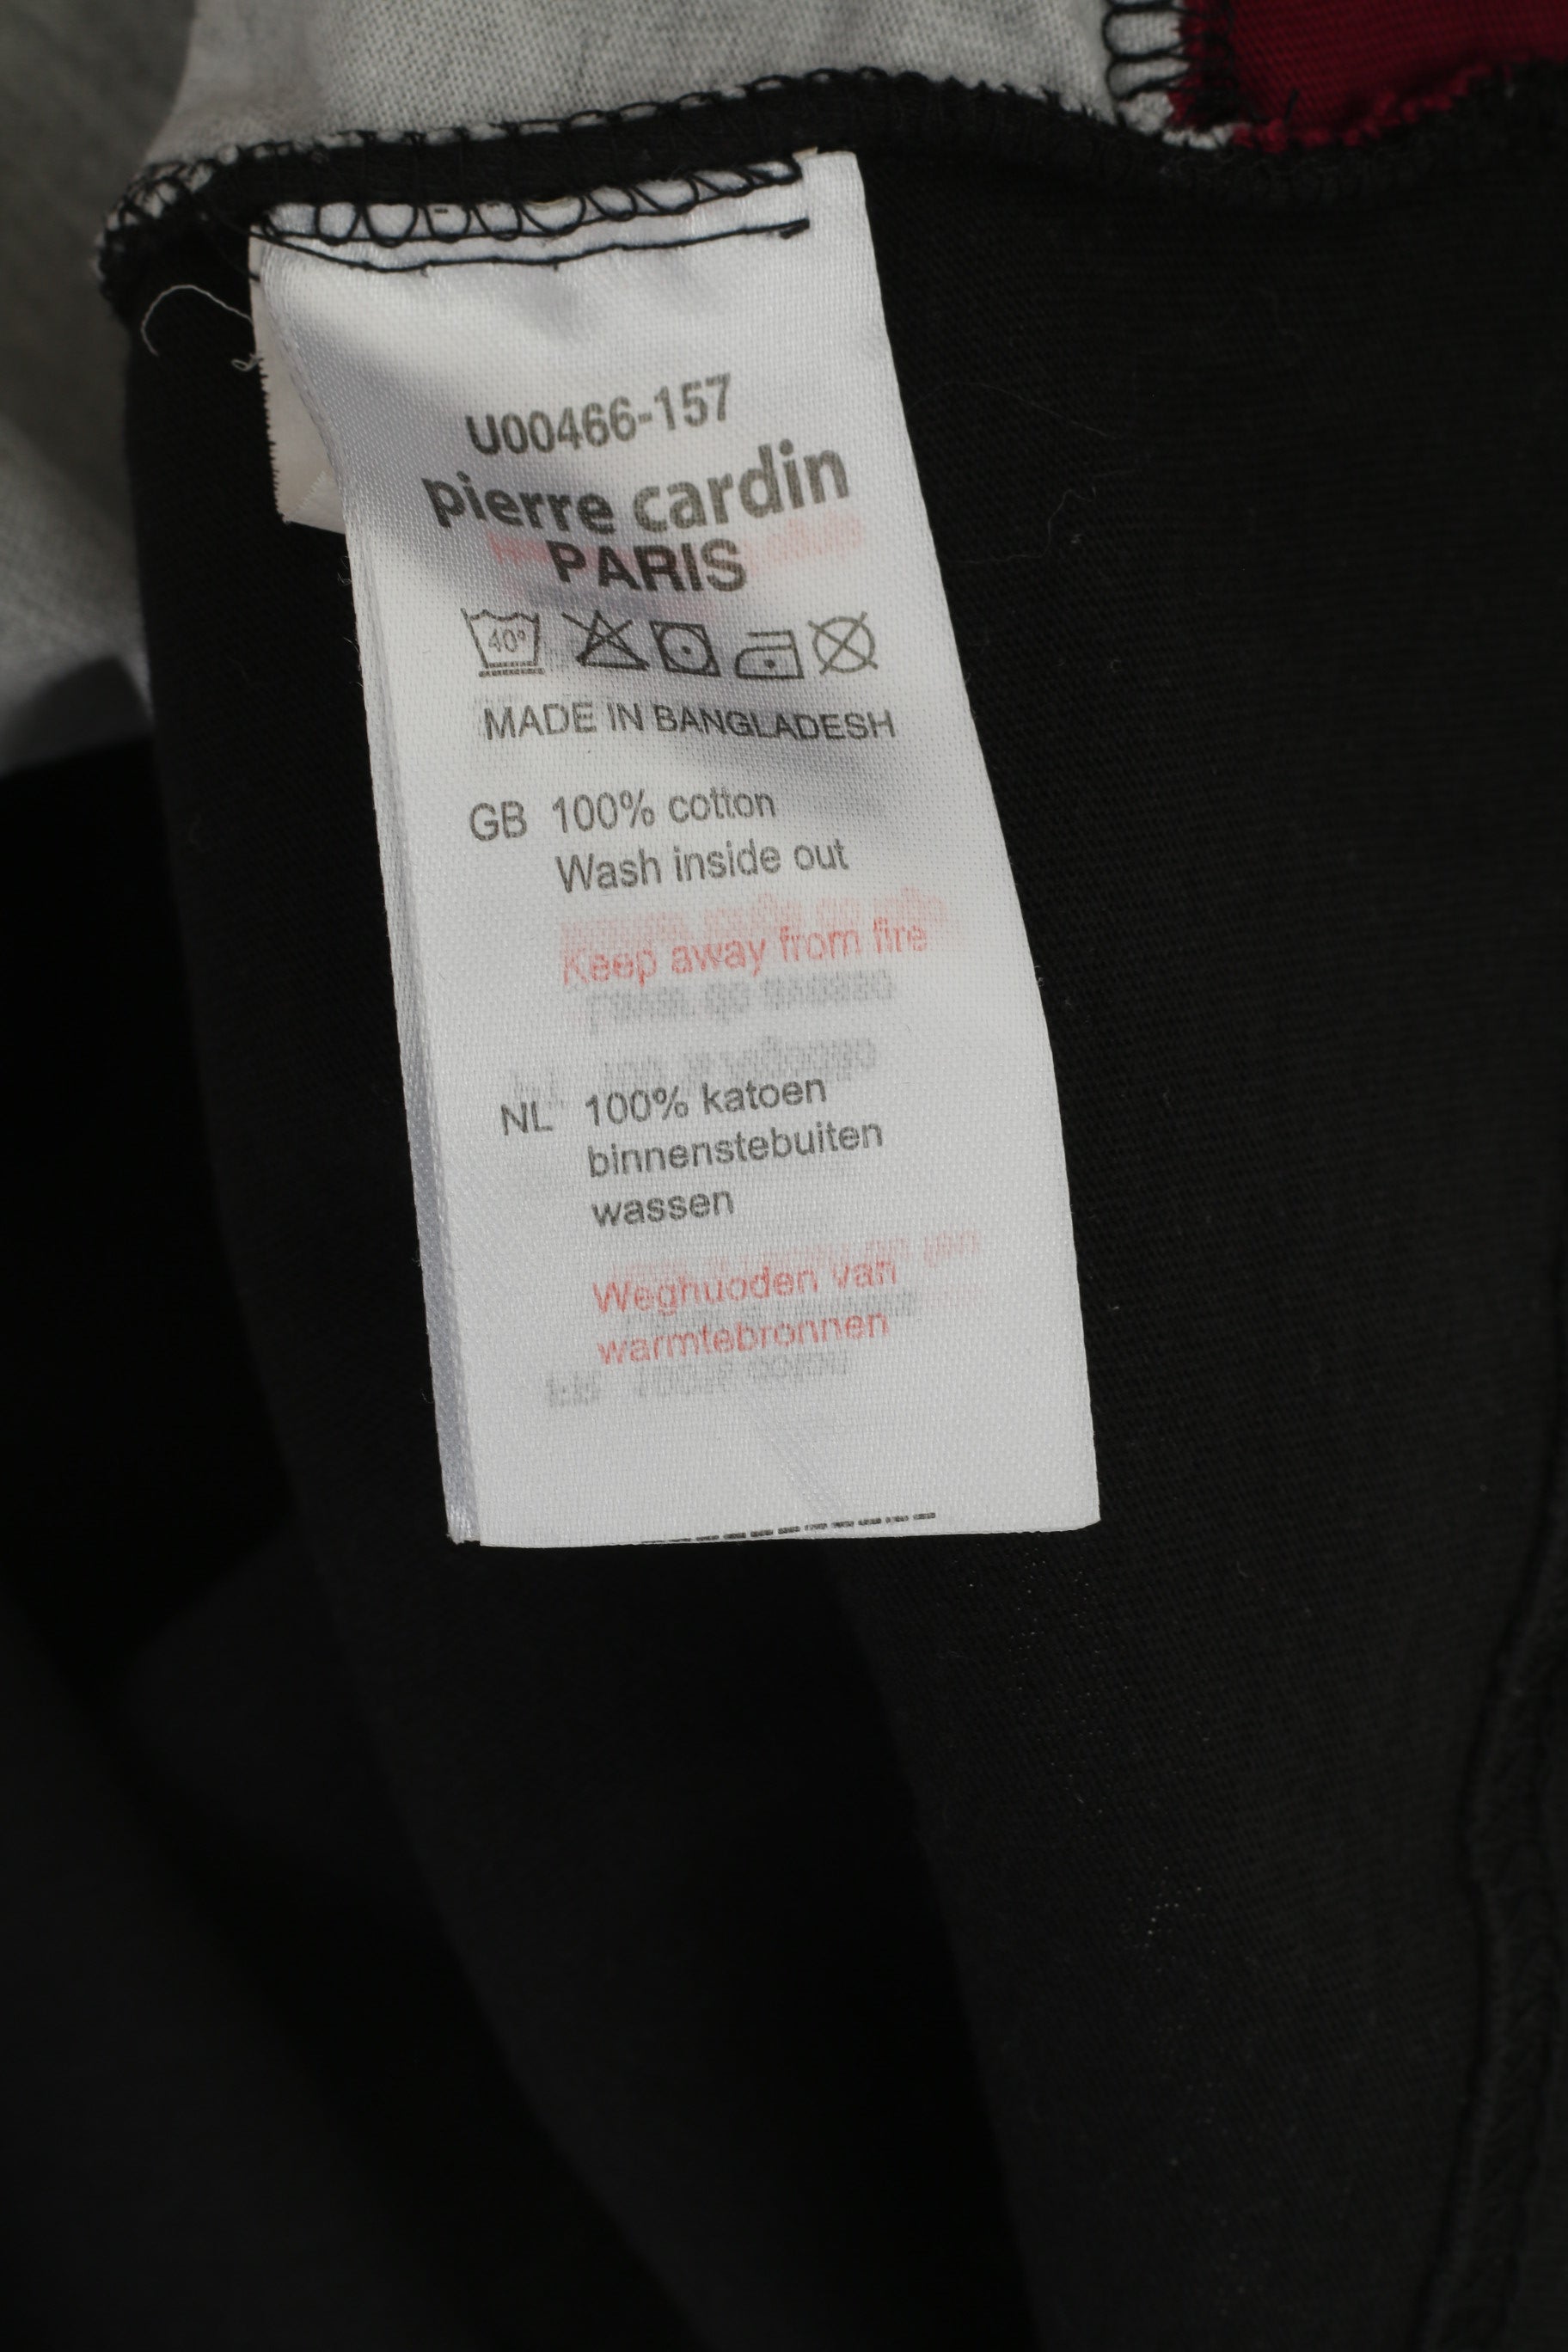 U00466-157
pierre cardin
PARIS
40°
MADE IN BANGLADESH
GB 100% cotton
Wash inside out
Keep away from fire
NL 100% katoen
binnenstebuiten
wassen
Weghuoden van
warmtebronnen